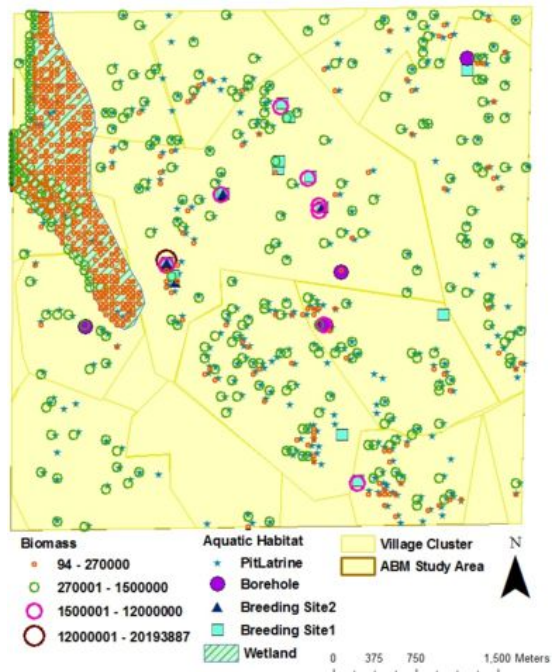 Biomass
94 - 270000
270001 - 1500000
1500001 - 12000000
12000001 - 20193887
Aquatic Habitat
PitLatrine
Borehole
Breeding Site2
Breeding Site1
Wetland
Village Cluster
ABM Study Area
N
0 375 750 1,500 Meters